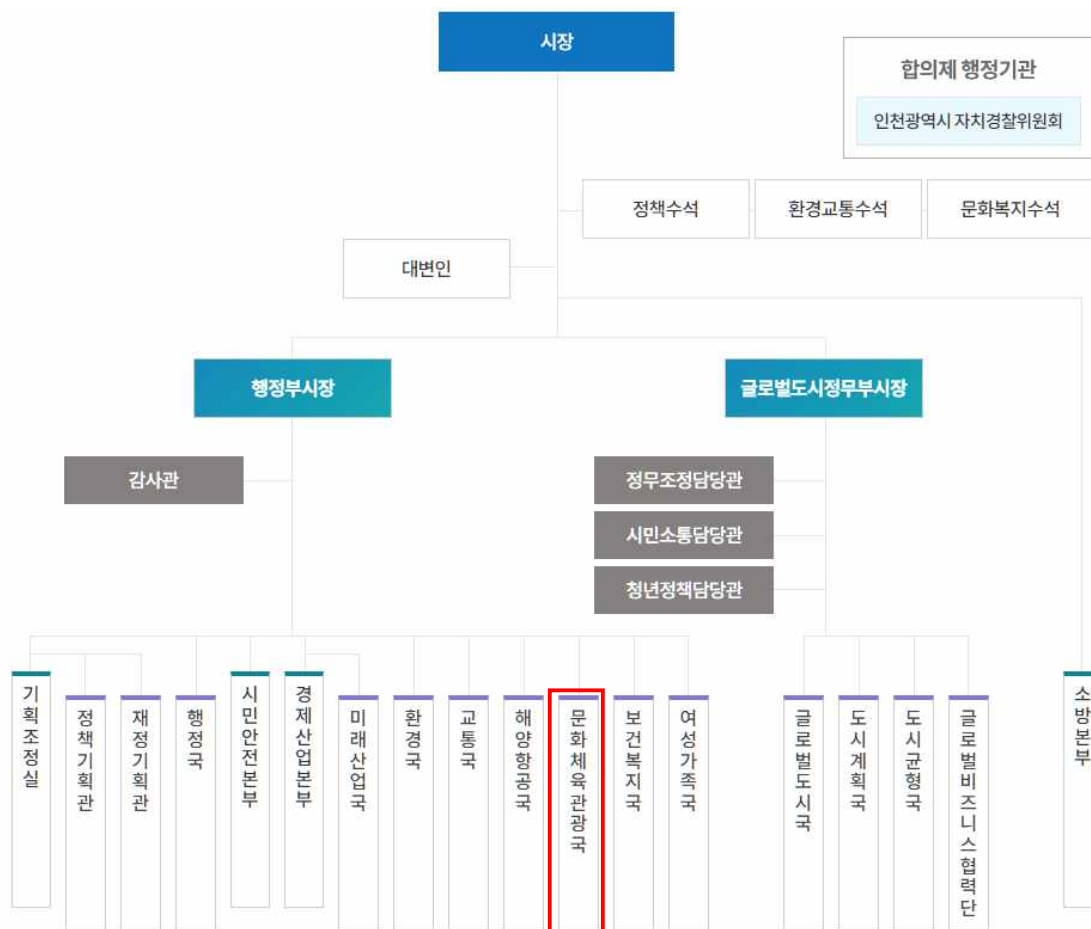 시장
합의제 행정기관
인천광역시 자치경찰위원회
정책수석
환경교통수석
문화복지수석
대변인
행정부시장
글로벌도시정무부시장
감사관
정무조정담당관
시민소통담당관
청년정책담당관
기획조정실
정책기획관
재정기획관
행정국
시민안전본부
경제산업본부
미래산업국
환경국
교통국
해양항공국
문화체육관광국
보건복지국
여성가족국
글로벌도시국
도시계획국
도시균형국
글로벌비즈니스협력단
소방본부